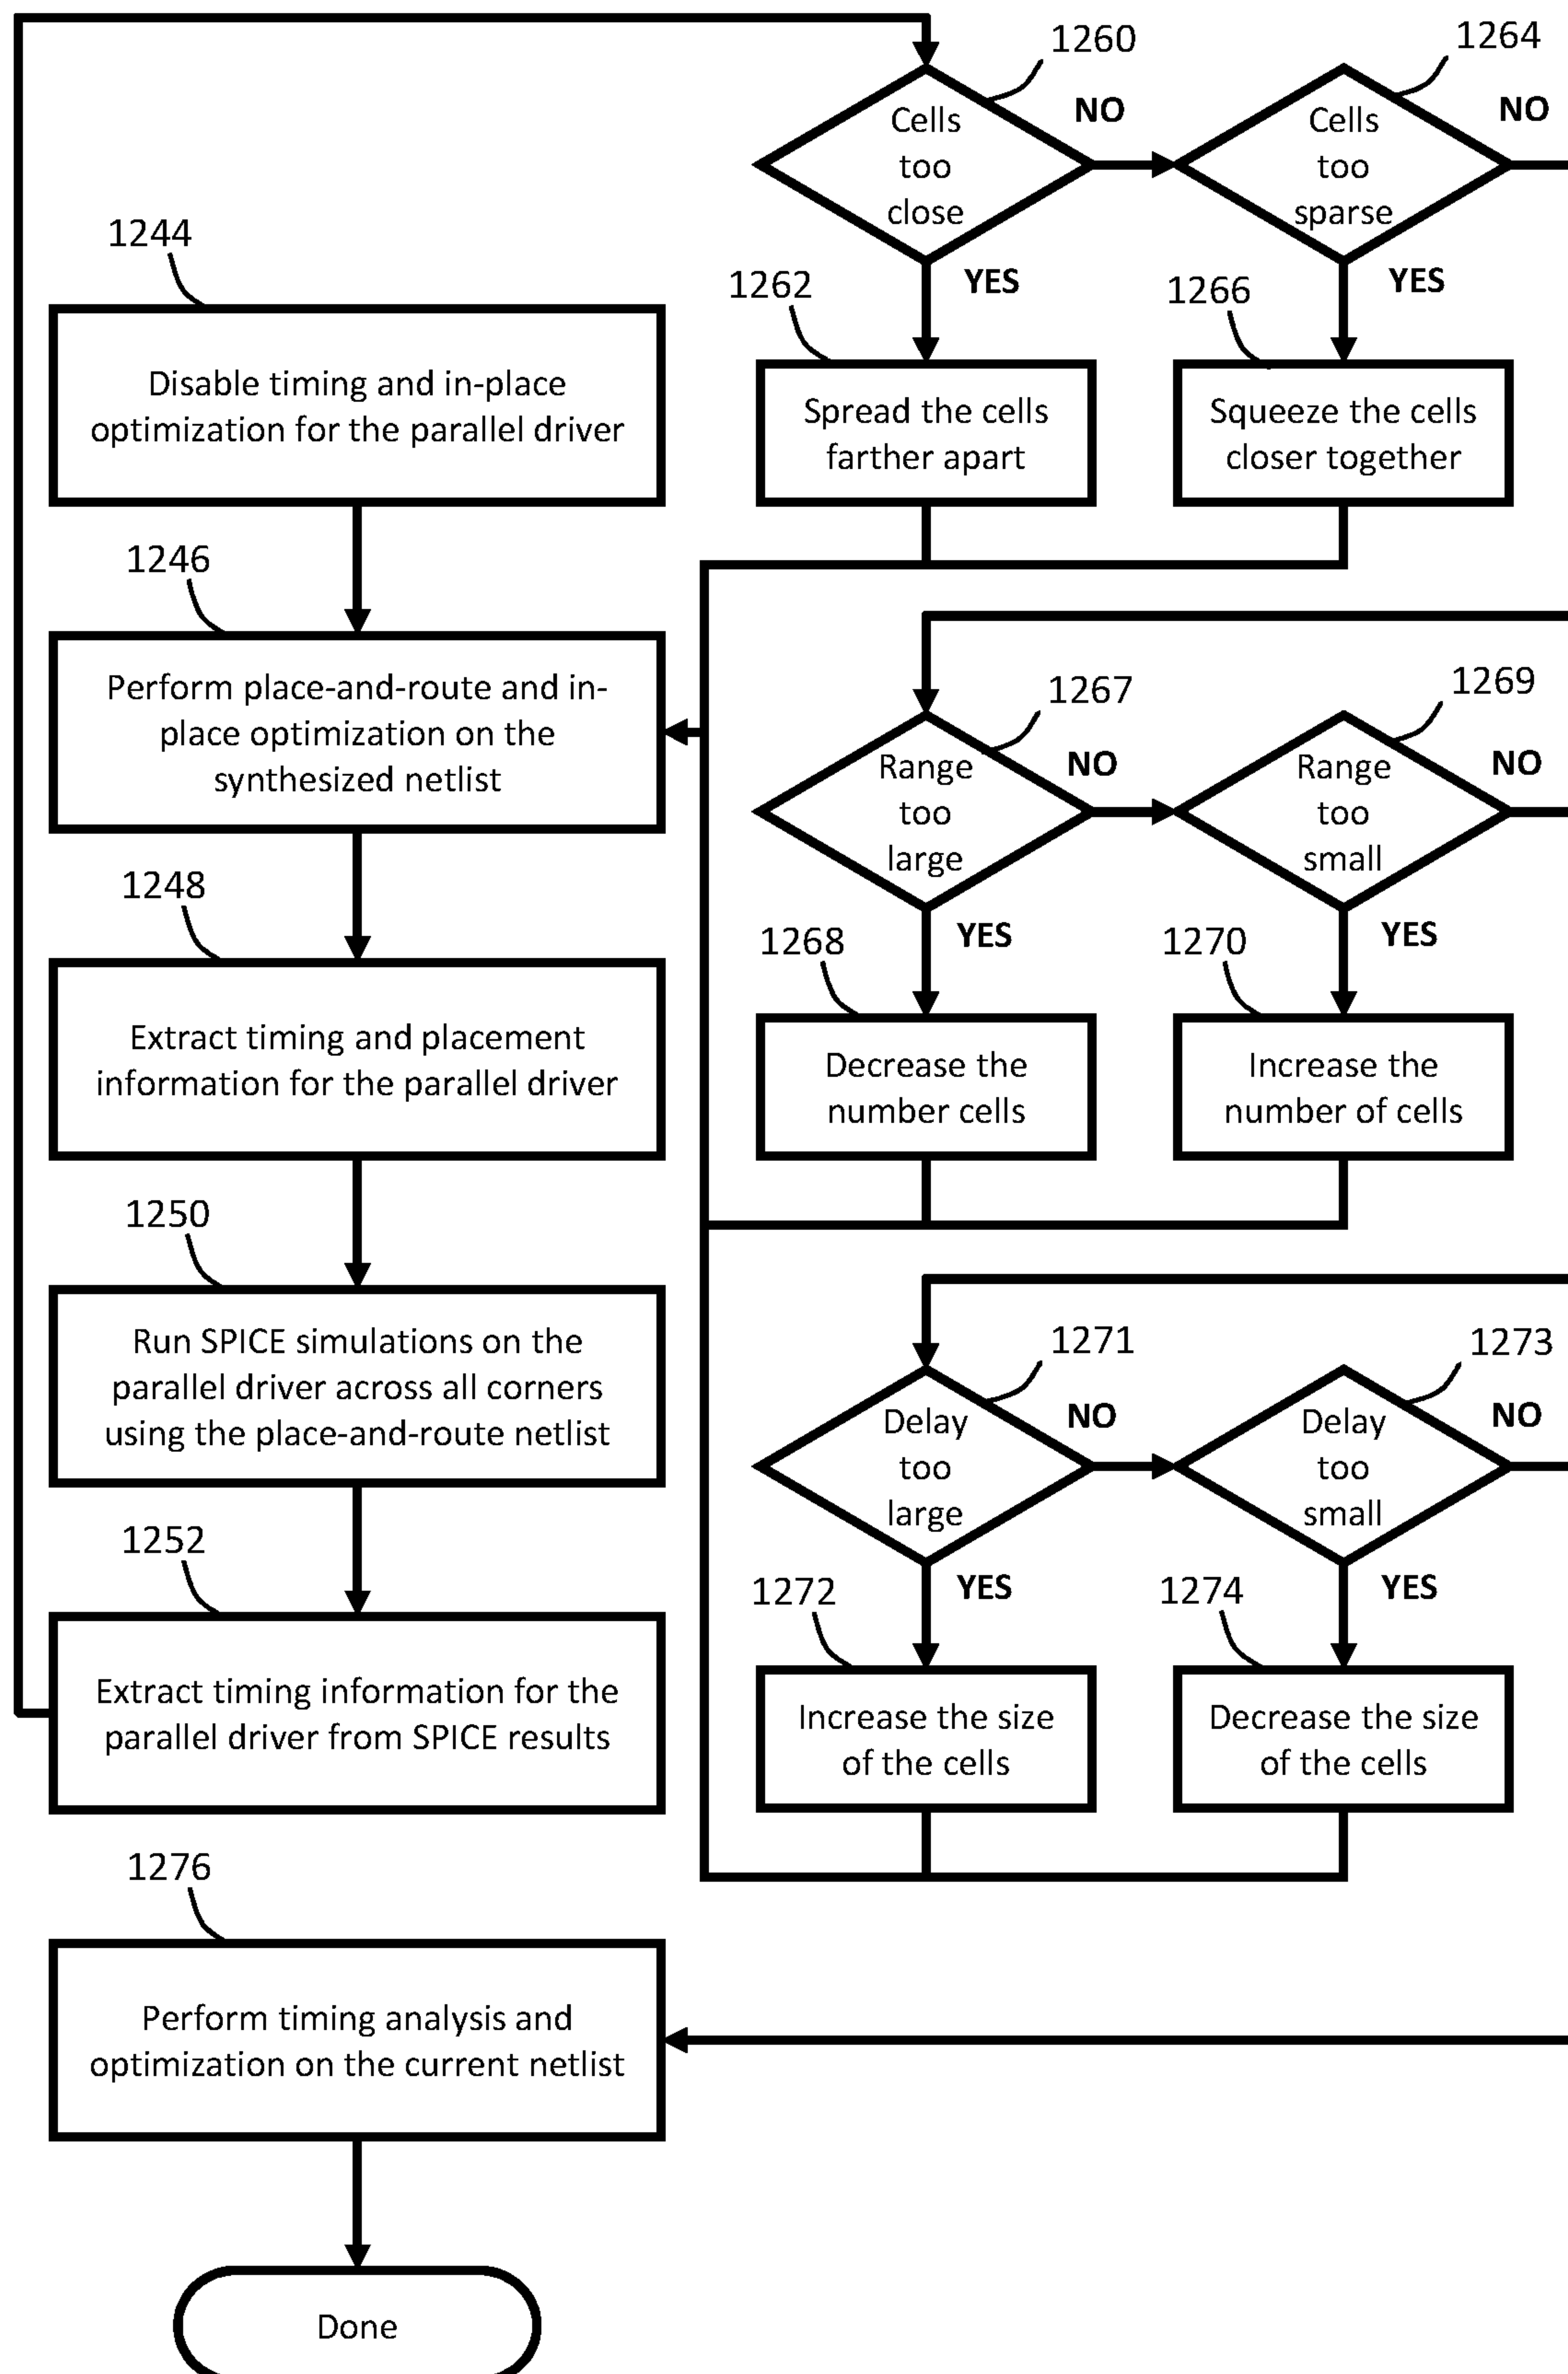 1260
1264
Cells
too
close
NO
Cells
too
sparse
NO
1244
YES
YES
1262
1266
Disable timing and in-place
optimization for the parallel driver
Spread the cells
farther apart
Squeeze the cells
closer together
1246
Perform place-and-route and in-
place optimization on the
synthesized netlist
1267
1269
Range
too
large
NO
Range
too
small
NO
1248
YES
YES
1268
1270
Extract timing and placement
information for the parallel driver
Decrease the
number cells
Increase the
number of cells
1250
Run SPICE simulations on the
parallel driver across all corners
using the place-and-route netlist
1271
1273
Delay
too
large
NO
Delay
too
small
NO
1252
YES
YES
1272
1274
Extract timing information for the
parallel driver from SPICE results
Increase the size
of the cells
Decrease the size
of the cells
1276
Perform timing analysis and
optimization on the current netlist
Done